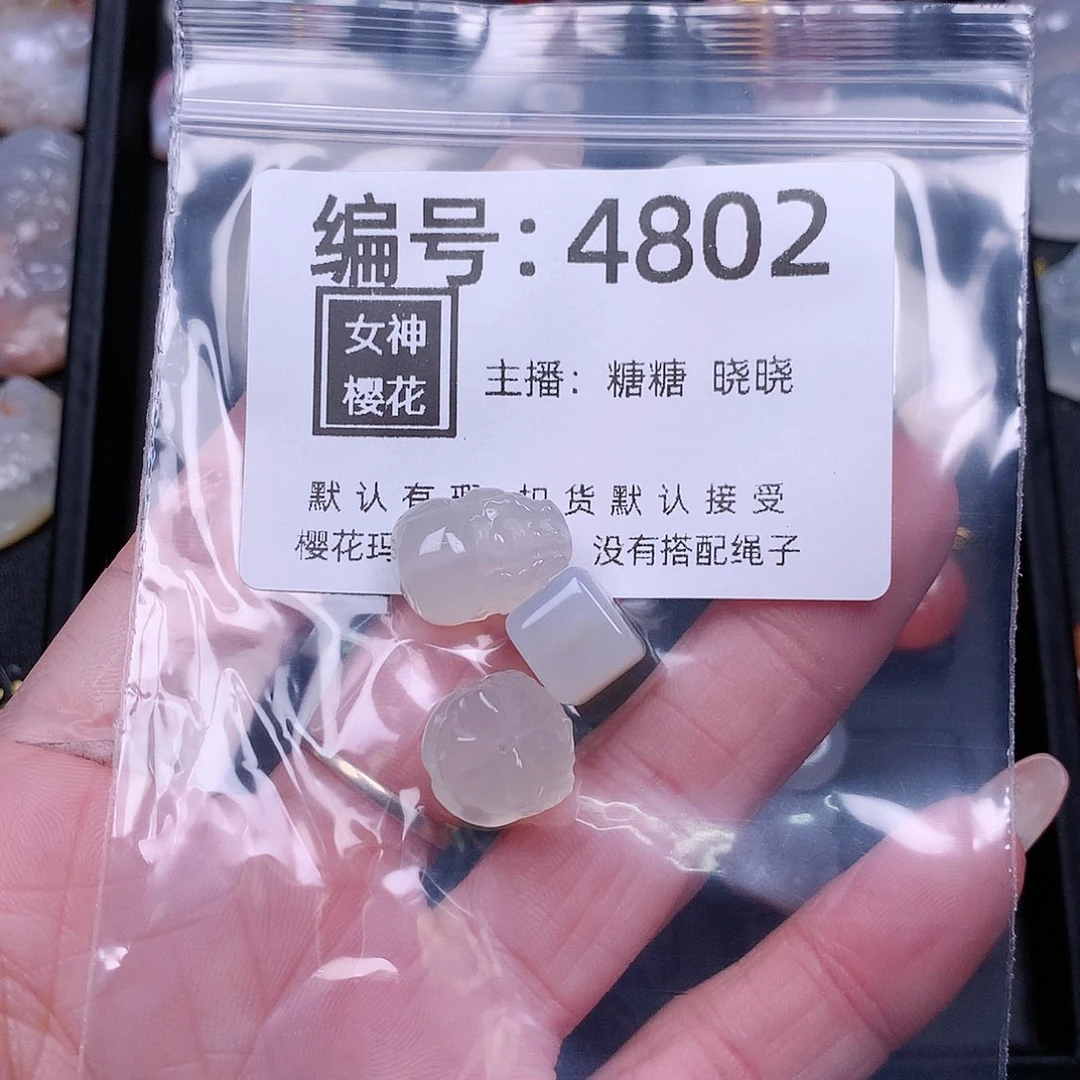 编号：4802
女神
樱花
主播：糖糖 晓晓
默认有 扣货默认接受
樱花玛 没有搭配绳子